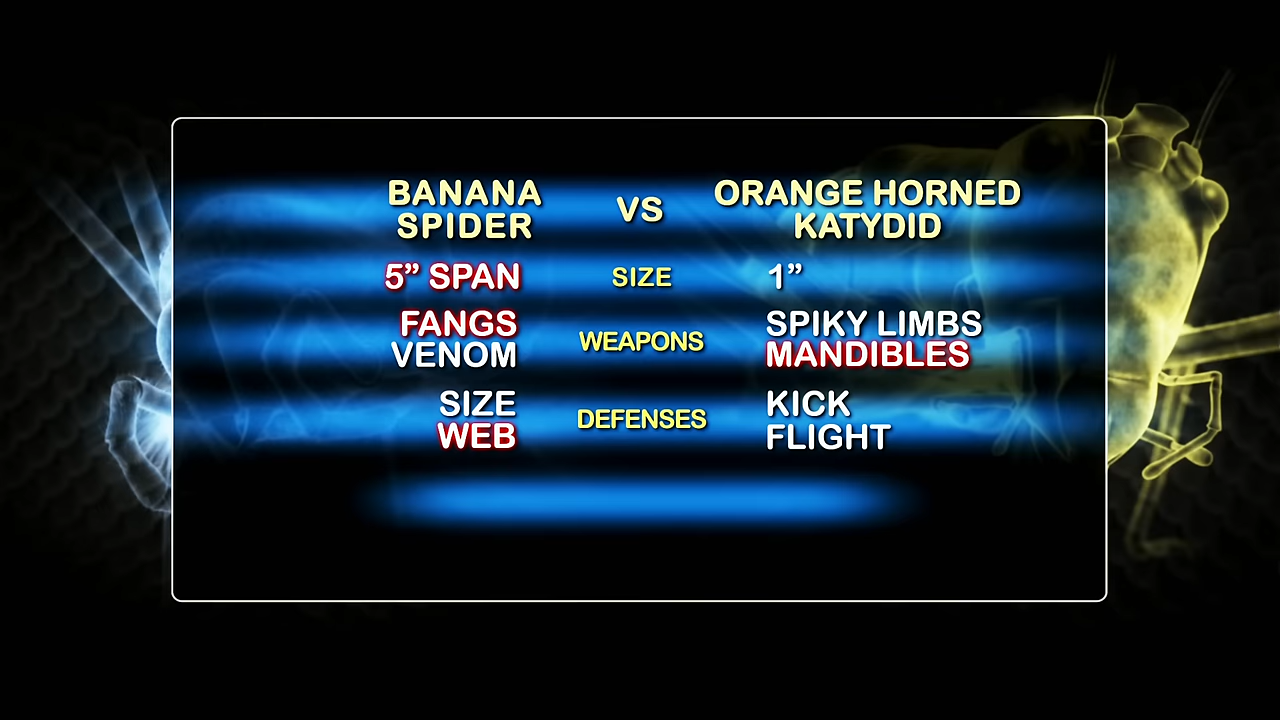 BANANA SPIDER VS ORANGE HORNED KATYDID
5” SPAN SIZE 1”
FANGS VENOM WEAPONS SPIKY LIMBS MANDIBLES
SIZE WEB DEFENSES KICK FLIGHT